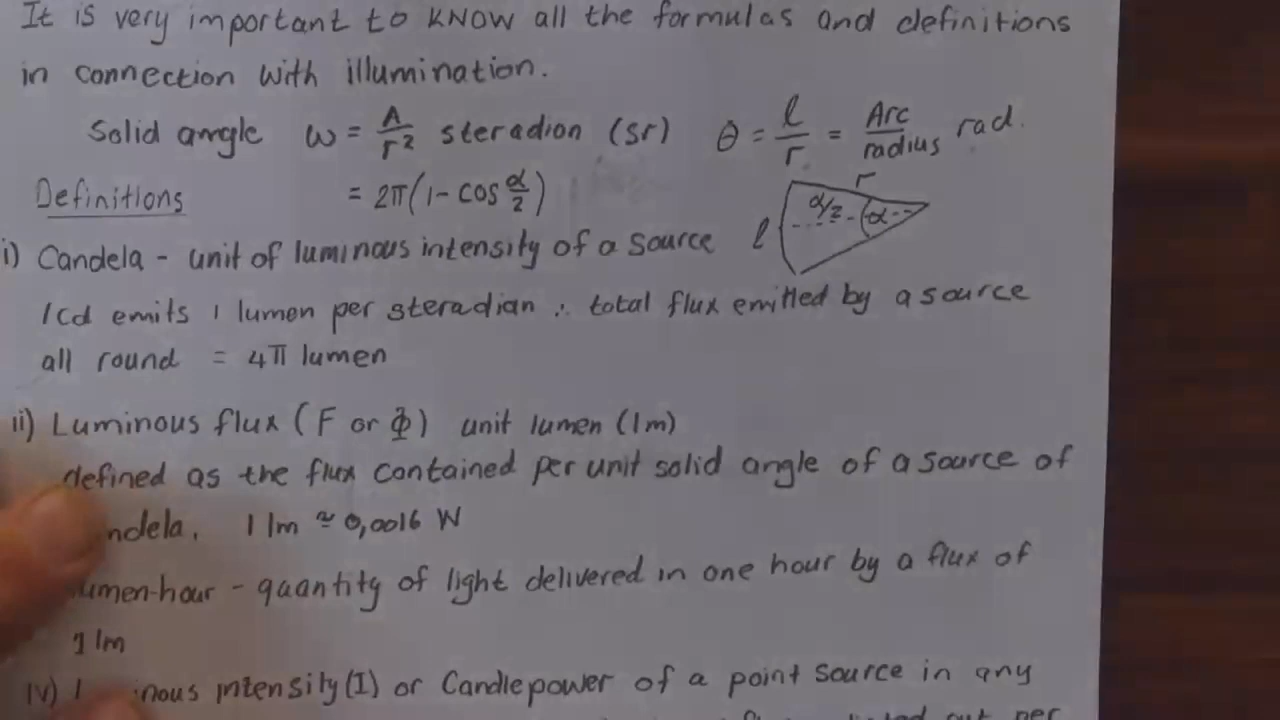 It is very important to KNOW all the formulas and definitions
in connection with illumination.
Solid angle ω = A/r² steradion (sr) θ = l/r = Arc/radius rad.
Definitions = 2π(1 - cos α/2)
r
α/2 α
l
i) Candela - unit of luminous intensity of a source
1cd emits 1 lumen per steradian ∴ total flux emitted by a source
all round = 4π lumen
ii) Luminous flux (F or Φ) unit lumen (lm)
defined as the flux contained per unit solid angle of a source of
ndela. 1 lm ≈ 0,0016 W
umen-hour - quantity of light delivered in one hour by a flux of
1 lm
iv) L nous intensity (I) or Candlepower of a point source in any
out per